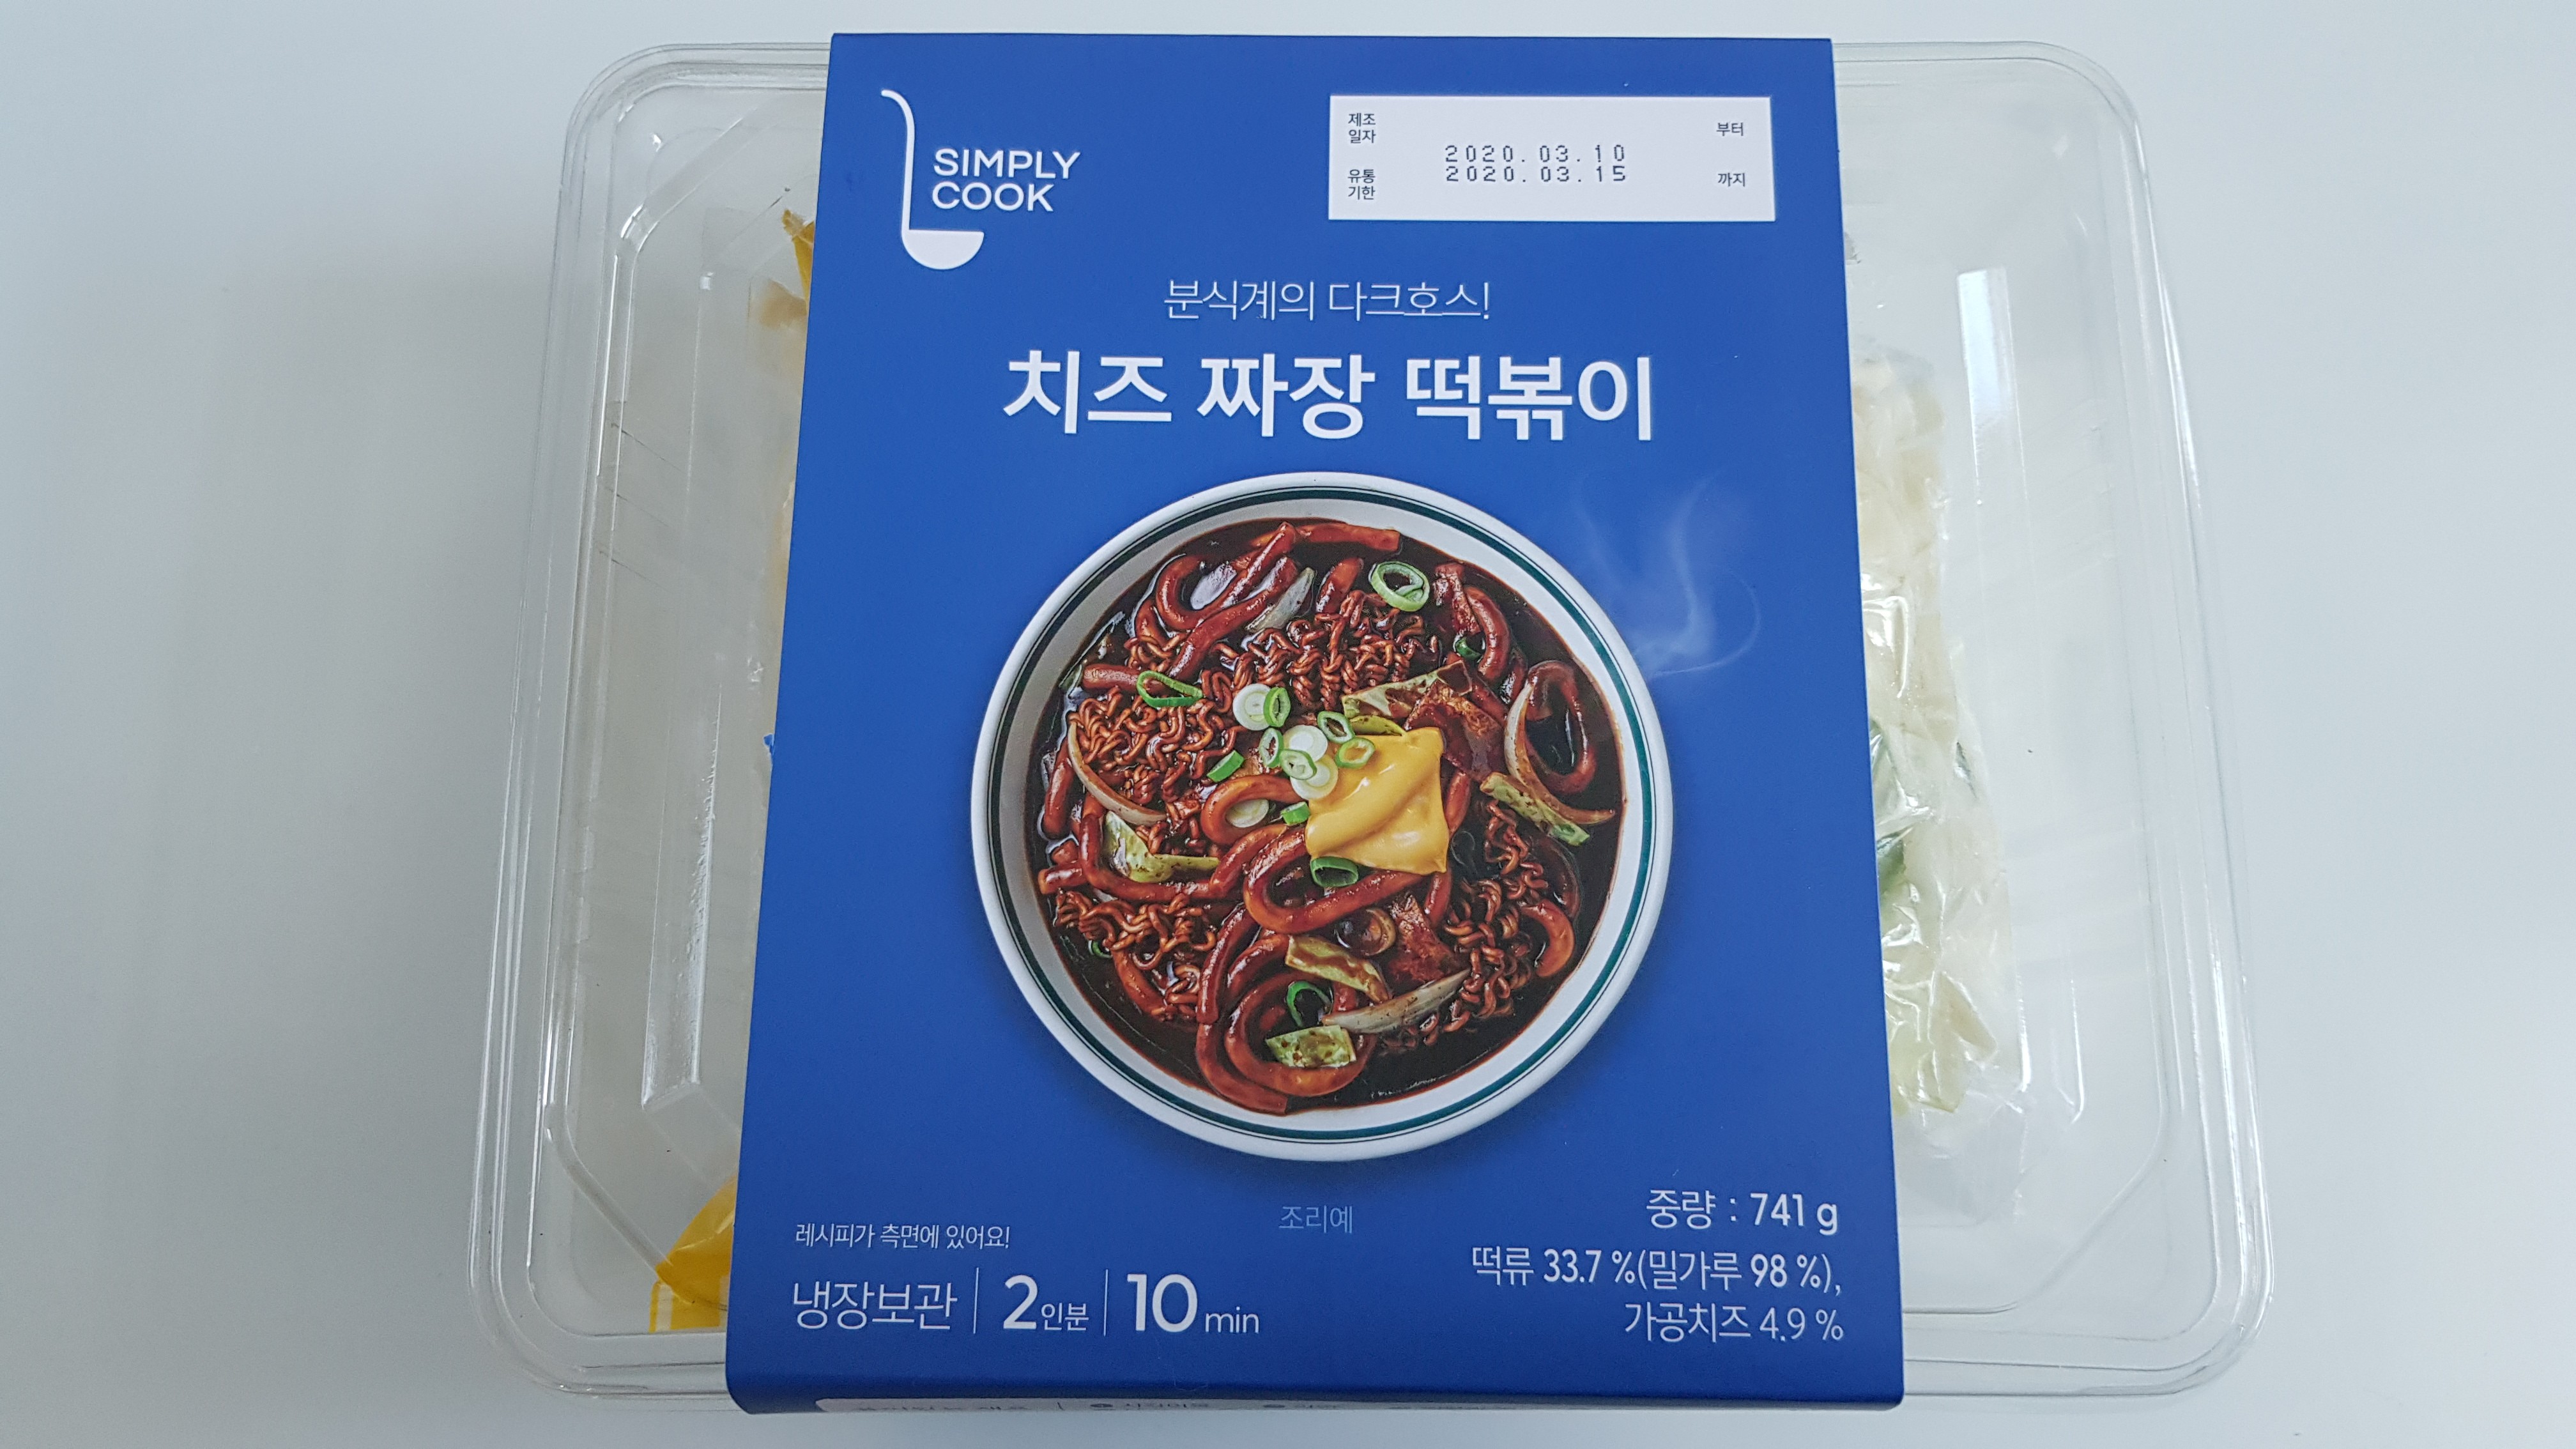 SIMPLY
COOK
제조
일자
부터
2020.03.10
2020.03.15
유통
기한
까지
분식계의 다크호스!
치즈 짜장 떡볶이
조리예
중량 : 741 g
떡류 33.7 %(밀가루 98 %),
가공치즈 4.9 %
레시피가 측면에 있어요!
냉장보관 | 2인분 | 10 min